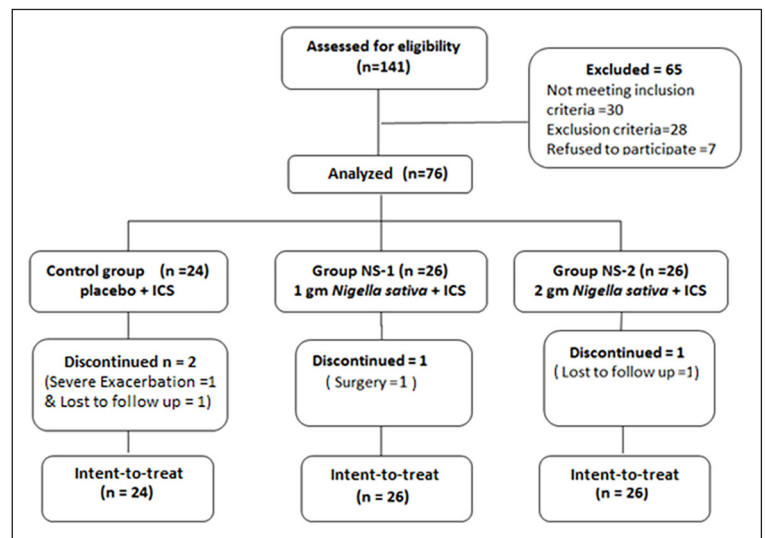 Assessed for eligibility
(n=141)
Excluded = 65
Not meeting inclusion
criteria =30
Exclusion criteria=28
Refused to participate =7
Analyzed (n=76)
Control group (n =24)
placebo + ICS
Group NS-1 (n =26)
1 gm Nigella sativa + ICS
Group NS-2 (n =26)
2 gm Nigella sativa + ICS
Discontinued n = 2
(Severe Exacerbation =1
& Lost to follow up = 1)
Discontinued = 1
( Surgery =1 )
Discontinued = 1
( Lost to follow up =1)
Intent-to-treat
(n = 24)
Intent-to-treat
(n = 26)
Intent-to-treat
(n = 26)